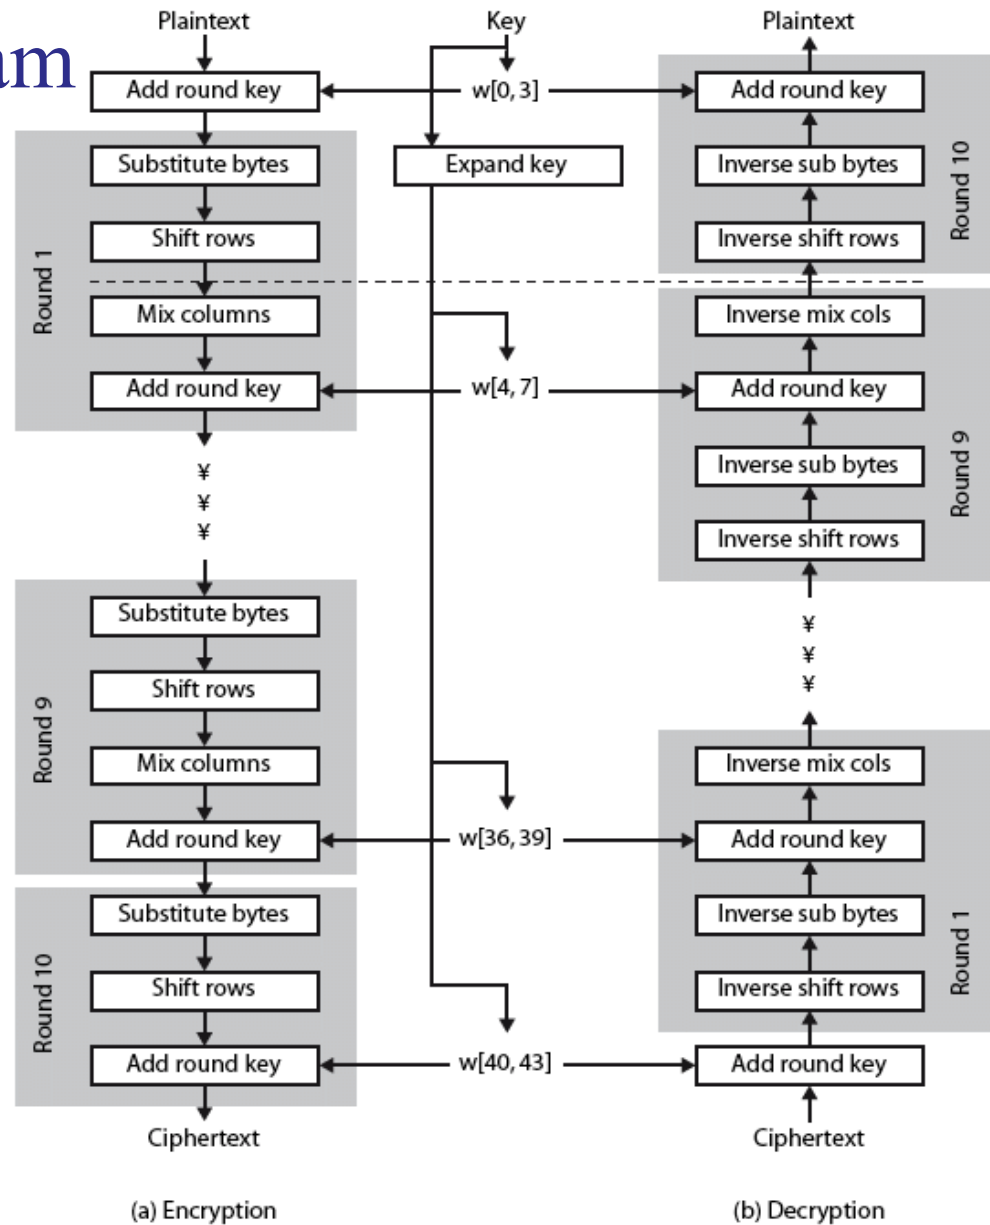 am
Plaintext
Key
Plaintext
Add round key
w[0, 3]
Add round key
Substitute bytes
Expand key
Inverse sub bytes
Round 10
Shift rows
Inverse shift rows
Round 1
Mix columns
Inverse mix cols
Add round key
w[4, 7]
Add round key
Round 9
¥
Inverse sub bytes
¥
¥
Inverse shift rows
Substitute bytes
¥
¥
¥
Shift rows
Round 9
Mix columns
Inverse mix cols
Add round key
w[36, 39]
Add round key
Substitute bytes
Inverse sub bytes
Round 1
Round 10
Shift rows
Inverse shift rows
Add round key
w[40, 43]
Add round key
Ciphertext
Ciphertext
(a) Encryption
(b) Decryption